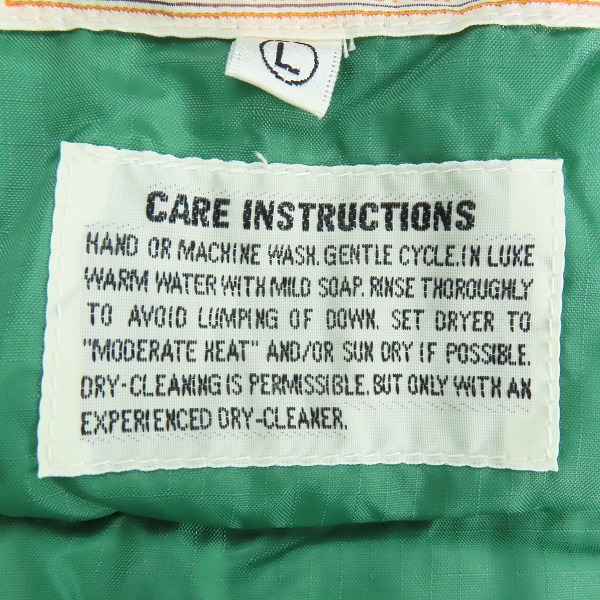 L
CARE INSTRUCTIONS
HAND OR MACHINE WASH. GENTLE CYCLE. IN LUKE
WARM WATER WITH MILD SOAP. RINSE THOROUGHLY
TO AVOID LUMPING OF DOWN. SET DRYER TO
"MODERATE HEAT" AND/OR SUN DRY IF POSSIBLE.
DRY-CLEANING IS PERMISSIBLE. BUT ONLY WITH AN
EXPERIENCED DRY-CLEANER.